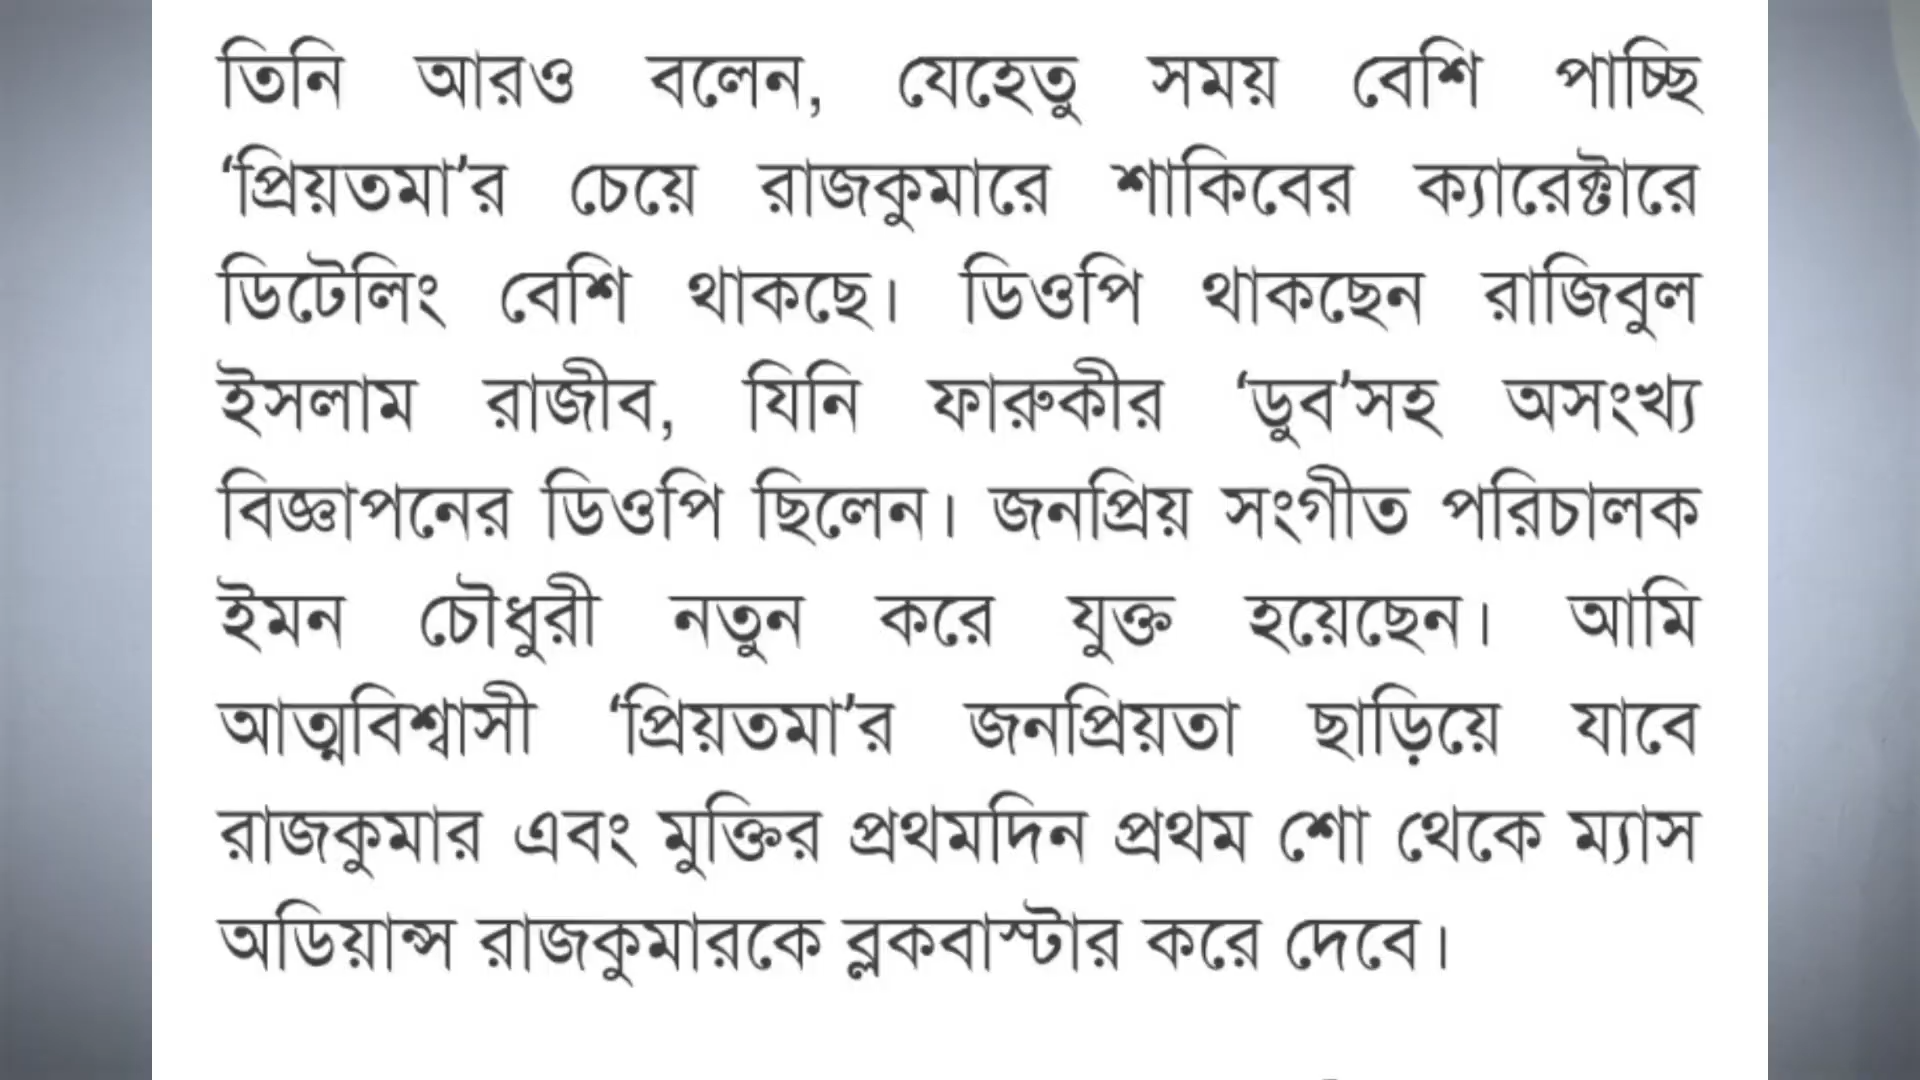 তিনি আরও বলেন, যেহেতু সময় বেশি পাচ্ছি
‘প্রিয়তমা’র চেয়ে রাজকুমারে শাকিবের ক্যারেক্টারে
ডিটেলিং বেশি থাকছে। ডিওপি থাকছেন রাজিবুল
ইসলাম রাজীব, যিনি ফারুকীর ‘ডুব’সহ অসংখ্য
বিজ্ঞাপনের ডিওপি ছিলেন। জনপ্রিয় সংগীত পরিচালক
ইমন চৌধুরী নতুন করে যুক্ত হয়েছেন। আমি
আত্মবিশ্বাসী ‘প্রিয়তমা’র জনপ্রিয়তা ছাড়িয়ে যাবে
রাজকুমার এবং মুক্তির প্রথমদিন প্রথম শো থেকে ম্যাস
অডিয়ান্স রাজকুমারকে ব্লকবাস্টার করে দেবে।